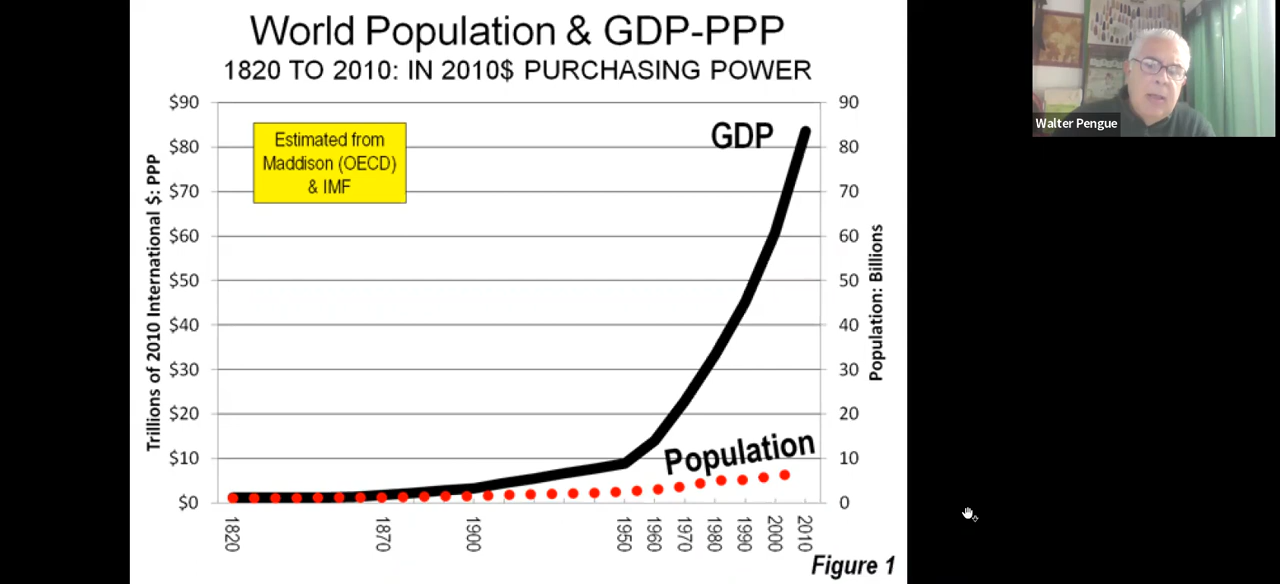 World Population & GDP-PPP
1820 TO 2010: IN 2010$ PURCHASING POWER
Walter Pengue
Trillions of 2010 International $: PPP
$90
$80
$70
$60
$50
$40
$30
$20
$10
$0
Estimated from
Maddison (OECD)
& IMF
GDP
Population
90
80
70
60
50
40
30
20
10
0
Population: Billions
1820
1870
1900
1950
1960
1970
1980
1990
2000
2010
Figure 1